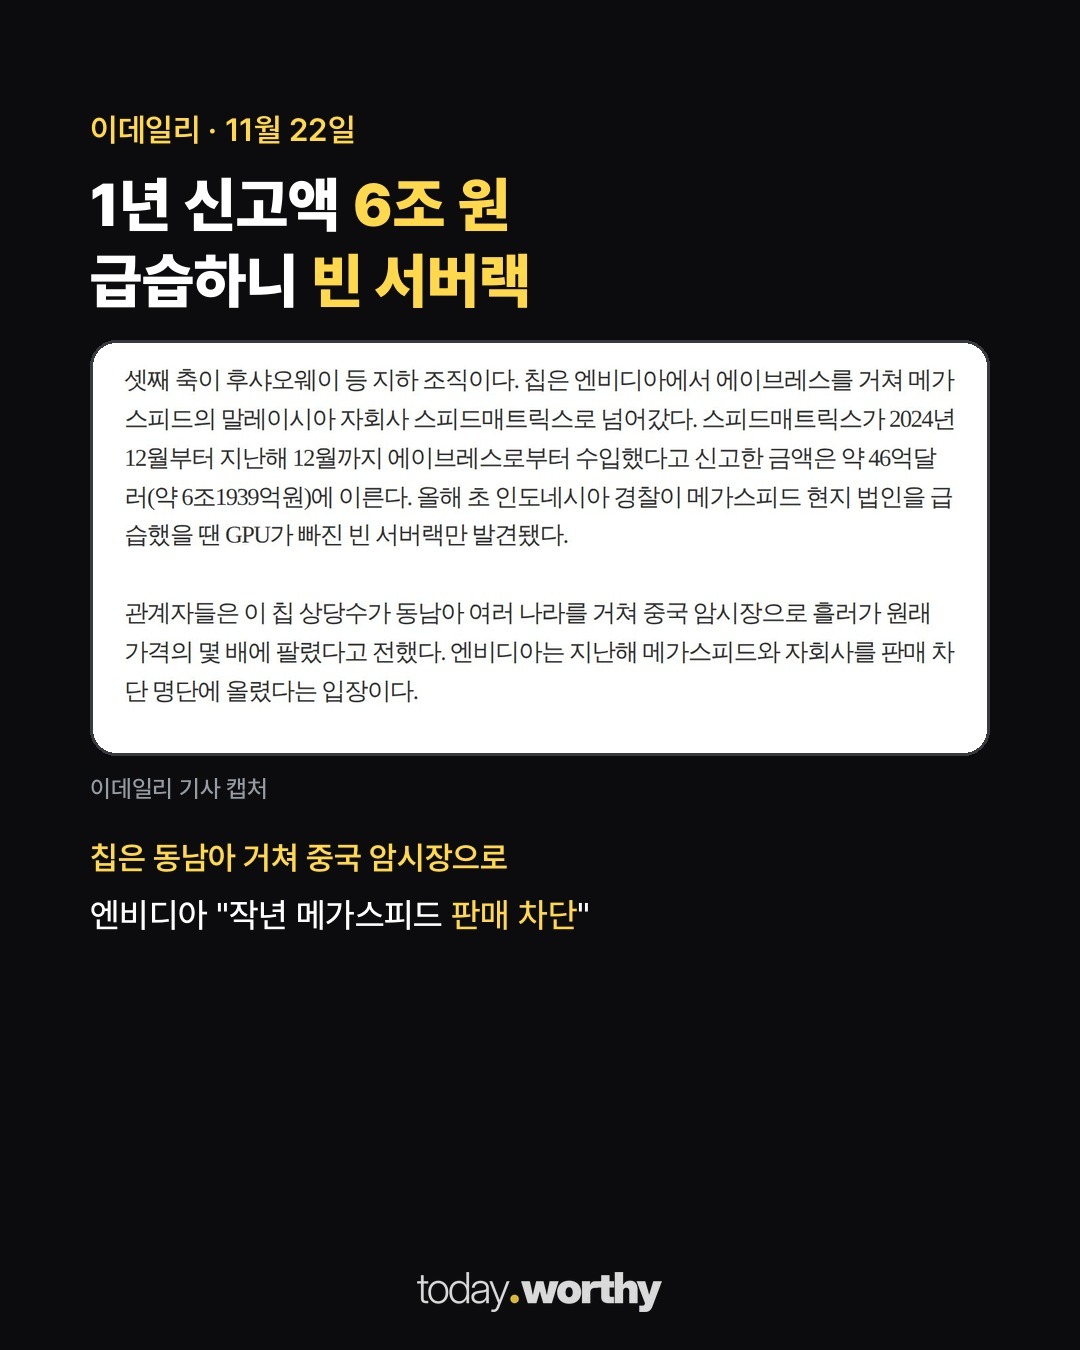 이데일리 · 11월 22일
1년 신고액 6조 원
급습하니 빈 서버랙
셋째 축이 후샤오웨이 등 지하 조직이다. 칩은 엔비디아에서 에이브레스를 거쳐 메가
스피드의 말레이시아 자회사 스피드매트릭스로 넘어갔다. 스피드매트릭스가 2024년
12월부터 지난해 12월까지 에이브레스로부터 수입했다고 신고한 금액은 약 46억달
러(약 6조1939억원)에 이른다. 올해 초 인도네시아 경찰이 메가스피드 현지 법인을 급
습했을 땐 GPU가 빠진 빈 서버랙만 발견됐다.
관계자들은 이 칩 상당수가 동남아 여러 나라를 거쳐 중국 암시장으로 흘러가 원래
가격의 몇 배에 팔렸다고 전했다. 엔비디아는 지난해 메가스피드와 자회사를 판매 차
단 명단에 올렸다는 입장이다.
이데일리 기사 캡처
칩은 동남아 거쳐 중국 암시장으로
엔비디아 "작년 메가스피드 판매 차단"
today.worthy